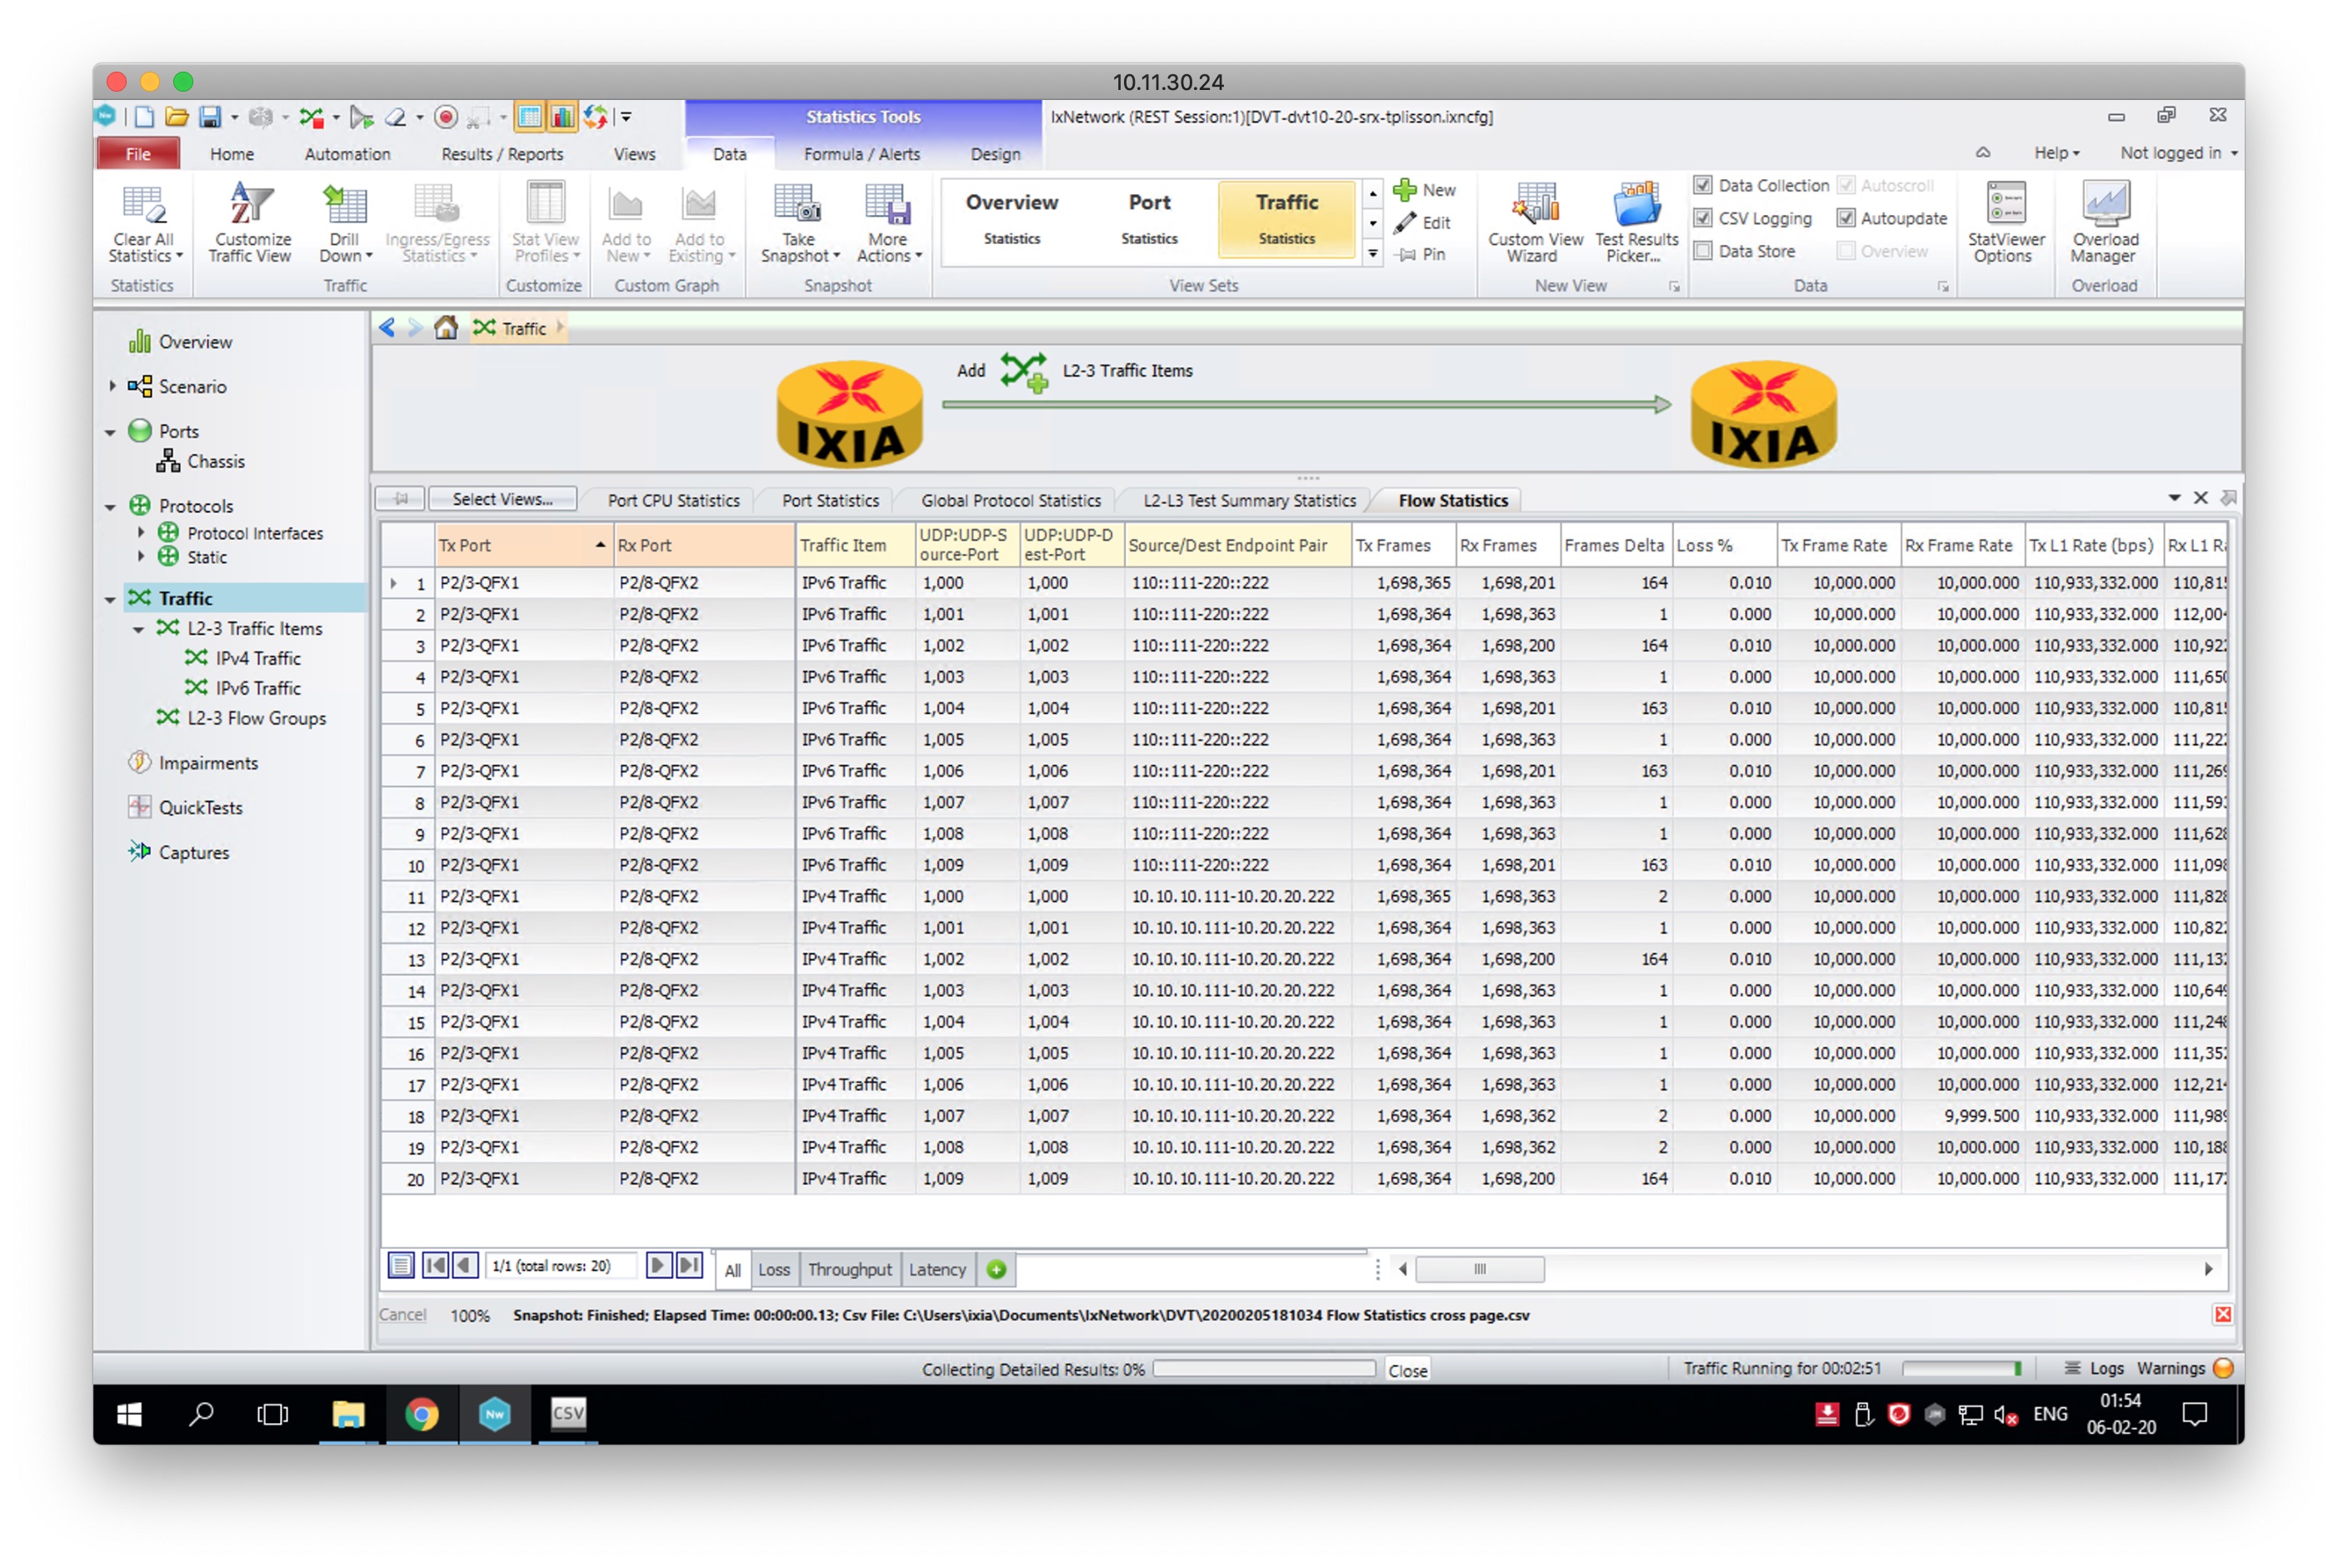 10.11.30.24
Statistics Tools
IxNetwork (REST Session:1)[DVT-dvt10-20-srx-tplisson.ixncfg]
File Home Automation Results / Reports Views Data Formula / Alerts Design Help Not logged in
Clear All Statistics
Customize Traffic View
Drill Down
Ingress/Egress Statistics
Stat View Profiles
Add to New
Add to Existing
Take Snapshot
More Actions
Overview Statistics
Port Statistics
Traffic Statistics
New
Edit
Pin
Custom View Wizard
Test Results Picker...
Data Collection Autoscroll
CSV Logging Autoupdate
Data Store Overview
StatViewer Options
Overload Manager
Statistics Traffic Customize Custom Graph Snapshot View Sets New View Data Overload
Overview
Scenario
Ports
Chassis
Protocols
Protocol Interfaces
Static
Traffic
L2-3 Traffic Items
IPv4 Traffic
IPv6 Traffic
L2-3 Flow Groups
Impairments
QuickTests
Captures
Traffic
Add L2-3 Traffic Items
IXIA IXIA
Select Views... Port CPU Statistics Port Statistics Global Protocol Statistics L2-L3 Test Summary Statistics Flow Statistics
Tx Port Rx Port Traffic Item UDP:UDP-Source-Port UDP:UDP-Dest-Port Source/Dest Endpoint Pair Tx Frames Rx Frames Frames Delta Loss % Tx Frame Rate Rx Frame Rate Tx L1 Rate (bps) Rx L1
1 P2/3-QFX1 P2/8-QFX2 IPv6 Traffic 1,000 1,000 110::111-220::222 1,698,365 1,698,201 164 0.010 10,000.000 10,000.000 110,933,332.000 110,81
2 P2/3-QFX1 P2/8-QFX2 IPv6 Traffic 1,001 1,001 110::111-220::222 1,698,364 1,698,363 1 0.000 10,000.000 10,000.000 110,933,332.000 112,004
3 P2/3-QFX1 P2/8-QFX2 IPv6 Traffic 1,002 1,002 110::111-220::222 1,698,364 1,698,200 164 0.010 10,000.000 10,000.000 110,933,332.000 110,922
4 P2/3-QFX1 P2/8-QFX2 IPv6 Traffic 1,003 1,003 110::111-220::222 1,698,364 1,698,363 1 0.000 10,000.000 10,000.000 110,933,332.000 111,650
5 P2/3-QFX1 P2/8-QFX2 IPv6 Traffic 1,004 1,004 110::111-220::222 1,698,364 1,698,201 163 0.010 10,000.000 10,000.000 110,933,332.000 110,81
6 P2/3-QFX1 P2/8-QFX2 IPv6 Traffic 1,005 1,005 110::111-220::222 1,698,364 1,698,363 1 0.000 10,000.000 10,000.000 110,933,332.000 111,222
7 P2/3-QFX1 P2/8-QFX2 IPv6 Traffic 1,006 1,006 110::111-220::222 1,698,364 1,698,201 163 0.010 10,000.000 10,000.000 110,933,332.000 111,269
8 P2/3-QFX1 P2/8-QFX2 IPv6 Traffic 1,007 1,007 110::111-220::222 1,698,364 1,698,363 1 0.000 10,000.000 10,000.000 110,933,332.000 111,59
9 P2/3-QFX1 P2/8-QFX2 IPv6 Traffic 1,008 1,008 110::111-220::222 1,698,364 1,698,363 1 0.000 10,000.000 10,000.000 110,933,332.000 111,628
10 P2/3-QFX1 P2/8-QFX2 IPv6 Traffic 1,009 1,009 110::111-220::222 1,698,364 1,698,201 163 0.010 10,000.000 10,000.000 110,933,332.000 111,098
11 P2/3-QFX1 P2/8-QFX2 IPv4 Traffic 1,000 1,000 10.10.10.111-10.20.20.222 1,698,365 1,698,363 2 0.000 10,000.000 10,000.000 110,933,332.000 111,828
12 P2/3-QFX1 P2/8-QFX2 IPv4 Traffic 1,001 1,001 10.10.10.111-10.20.20.222 1,698,364 1,698,363 1 0.000 10,000.000 10,000.000 110,933,332.000 110,822
13 P2/3-QFX1 P2/8-QFX2 IPv4 Traffic 1,002 1,002 10.10.10.111-10.20.20.222 1,698,364 1,698,200 164 0.010 10,000.000 10,000.000 110,933,332.000 111,132
14 P2/3-QFX1 P2/8-QFX2 IPv4 Traffic 1,003 1,003 10.10.10.111-10.20.20.222 1,698,364 1,698,363 1 0.000 10,000.000 10,000.000 110,933,332.000 110,649
15 P2/3-QFX1 P2/8-QFX2 IPv4 Traffic 1,004 1,004 10.10.10.111-10.20.20.222 1,698,364 1,698,363 1 0.000 10,000.000 10,000.000 110,933,332.000 111,248
16 P2/3-QFX1 P2/8-QFX2 IPv4 Traffic 1,005 1,005 10.10.10.111-10.20.20.222 1,698,364 1,698,363 1 0.000 10,000.000 10,000.000 110,933,332.000 111,352
17 P2/3-QFX1 P2/8-QFX2 IPv4 Traffic 1,006 1,006 10.10.10.111-10.20.20.222 1,698,364 1,698,363 1 0.000 10,000.000 10,000.000 110,933,332.000 112,214
18 P2/3-QFX1 P2/8-QFX2 IPv4 Traffic 1,007 1,007 10.10.10.111-10.20.20.222 1,698,364 1,698,362 2 0.000 10,000.000 9,999.500 110,933,332.000 111,989
19 P2/3-QFX1 P2/8-QFX2 IPv4 Traffic 1,008 1,008 10.10.10.111-10.20.20.222 1,698,364 1,698,362 2 0.000 10,000.000 10,000.000 110,933,332.000 110,188
20 P2/3-QFX1 P2/8-QFX2 IPv4 Traffic 1,009 1,009 10.10.10.111-10.20.20.222 1,698,364 1,698,200 164 0.010 10,000.000 10,000.000 110,933,332.000 111,17
1/1 (total rows: 20) All Loss Throughput Latency
Cancel 100% Snapshot: Finished; Elapsed Time: 00:00:00.13; Csv File: C:\Users\ixia\Documents\IxNetwork\DVT\20200205181034 Flow Statistics cross page.csv
Collecting Detailed Results: 0% Close Traffic Running for 00:02:51 Logs Warnings
Nw CSV ENG 01:54
06-02-20